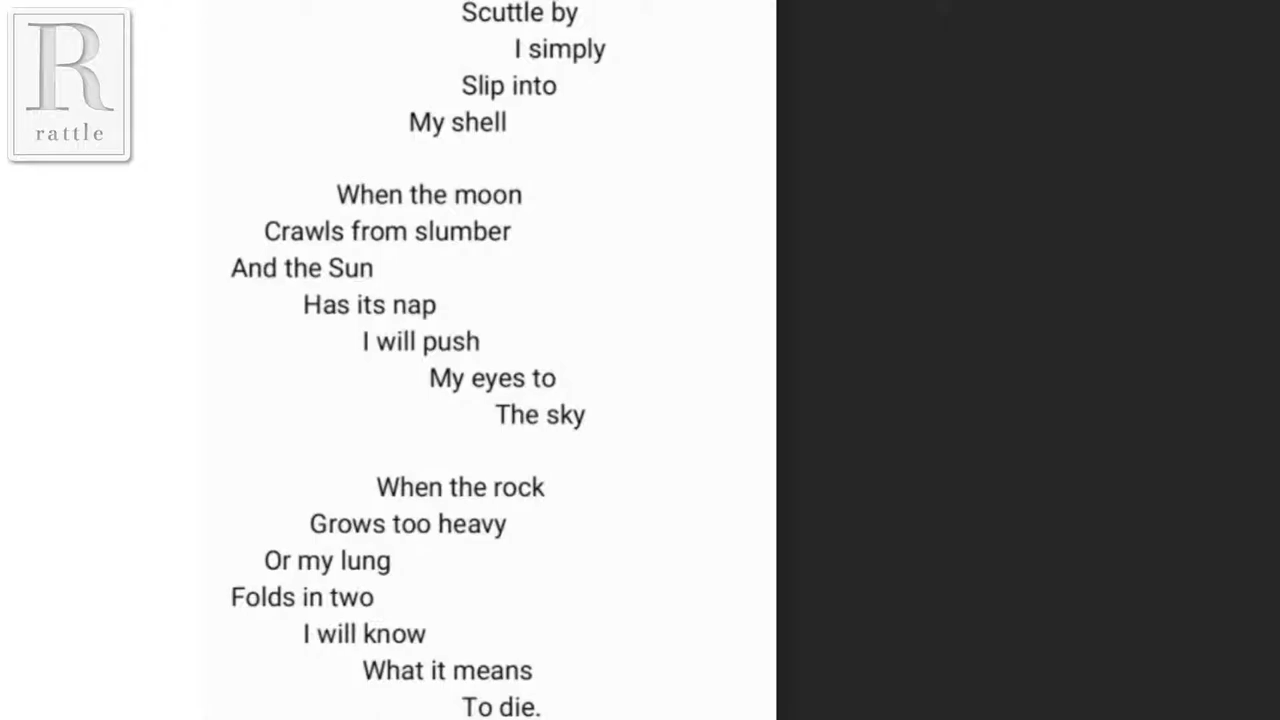 R
rattle
Scuttle by
I simply
Slip into
My shell
When the moon
Crawls from slumber
And the Sun
Has its nap
I will push
My eyes to
The sky
When the rock
Grows too heavy
Or my lung
Folds in two
I will know
What it means
To die.